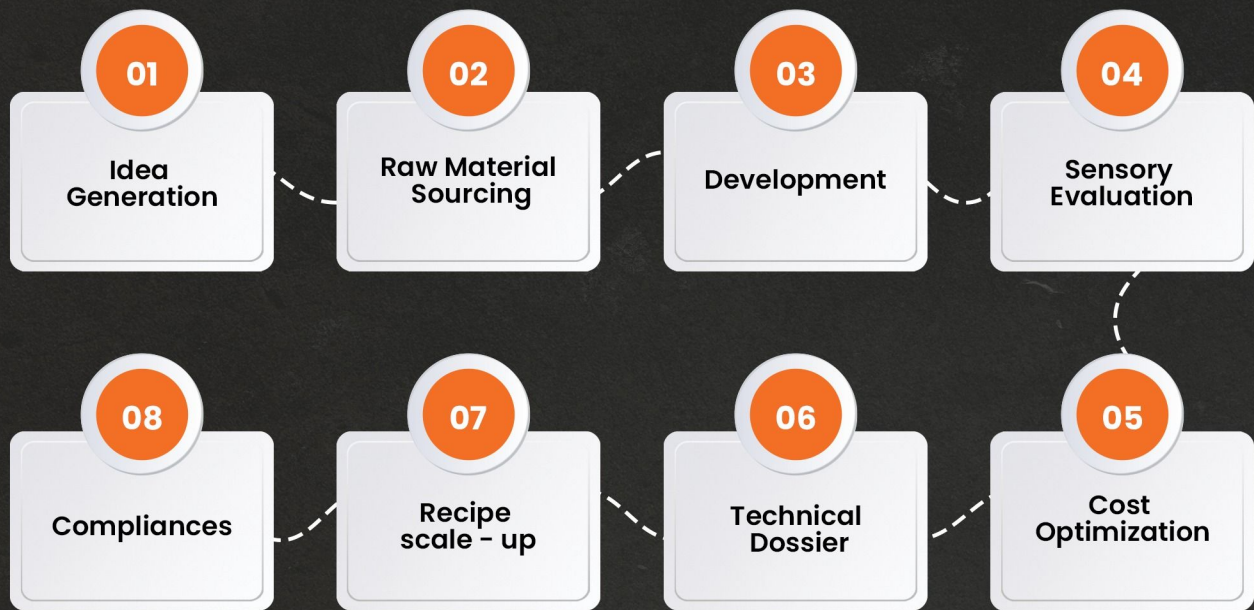 01
Idea
Generation
02
Raw Material
Sourcing
03
Development
04
Sensory
Evaluation
05
Cost
Optimization
06
Technical
Dossier
07
Recipe
scale - up
08
Compliances